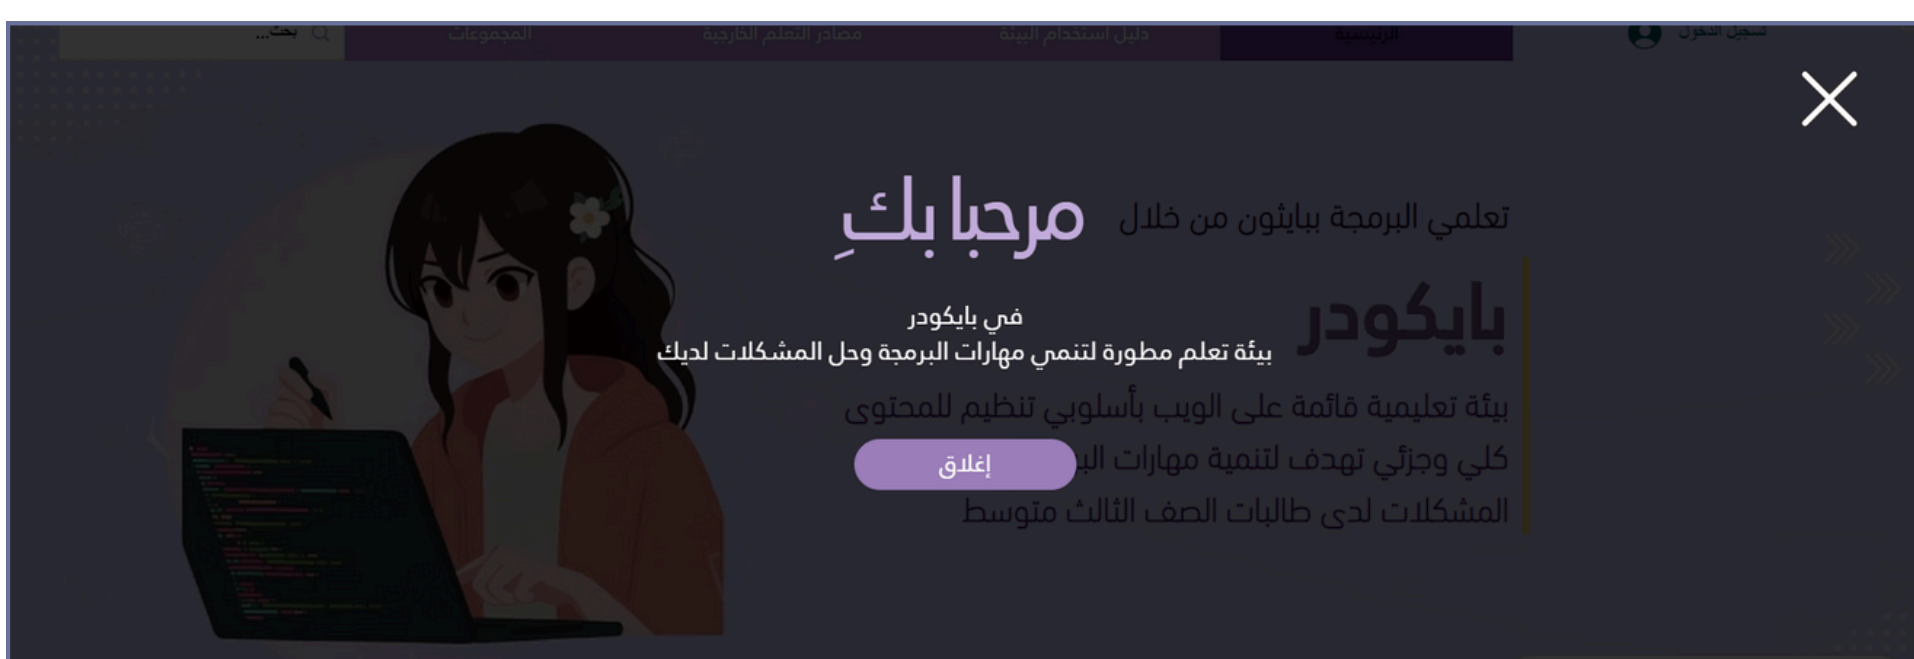 تسجيل الدخول
الرئيسية
دليل استخدام البيئة
مصادر التعلم الخارجية
المجموعات
بحث...
مرحبا بكِ
في بايكودر
بيئة تعلم مطورة لتنمي مهارات البرمجة وحل المشكلات لديك
إغلاق
تعلمي البرمجة ببايثون من خلال
بايكودر
بيئة تعليمية قائمة على الويب بأسلوبي تنظيم للمحتوى
كلي وجزئي تهدف لتنمية مهارات
المشكلات لدى طالبات الصف الثالث متوسط